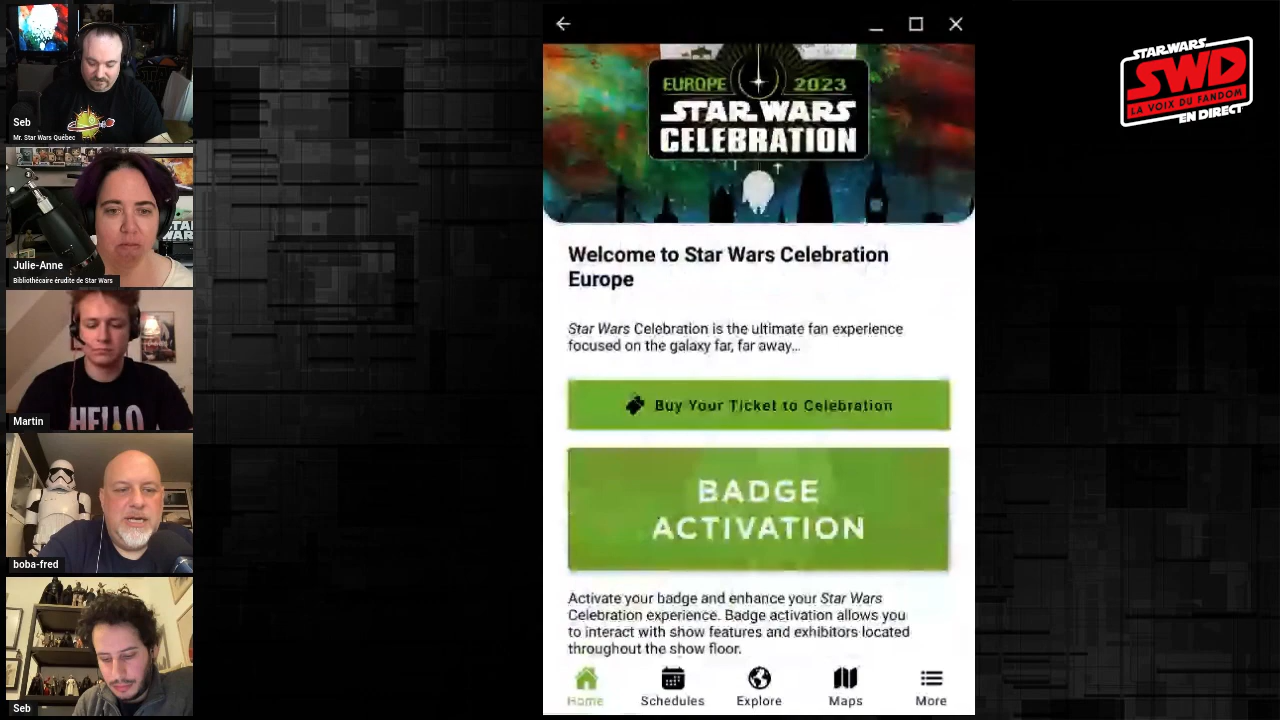 Seb
Mr. Star Wars Québec
Julie-Anne
Bibliothécaire érudite de Star Wars
STAR
WA
HELLO
Martin
boba-fred
Seb
EUROPE 2023
STAR WARS
CELEBRATION
Welcome to Star Wars Celebration
Europe
Star Wars Celebration is the ultimate fan experience
focused on the galaxy far, far away...
Buy Your Ticket to Celebration
BADGE
ACTIVATION
Activate your badge and enhance your Star Wars
Celebration experience. Badge activation allows you
to interact with show features and exhibitors located
throughout the show floor.
Home
Schedules
Explore
Maps
More
STAR WARS
SWD
LA VOIX DU FANDOM
EN DIRECT